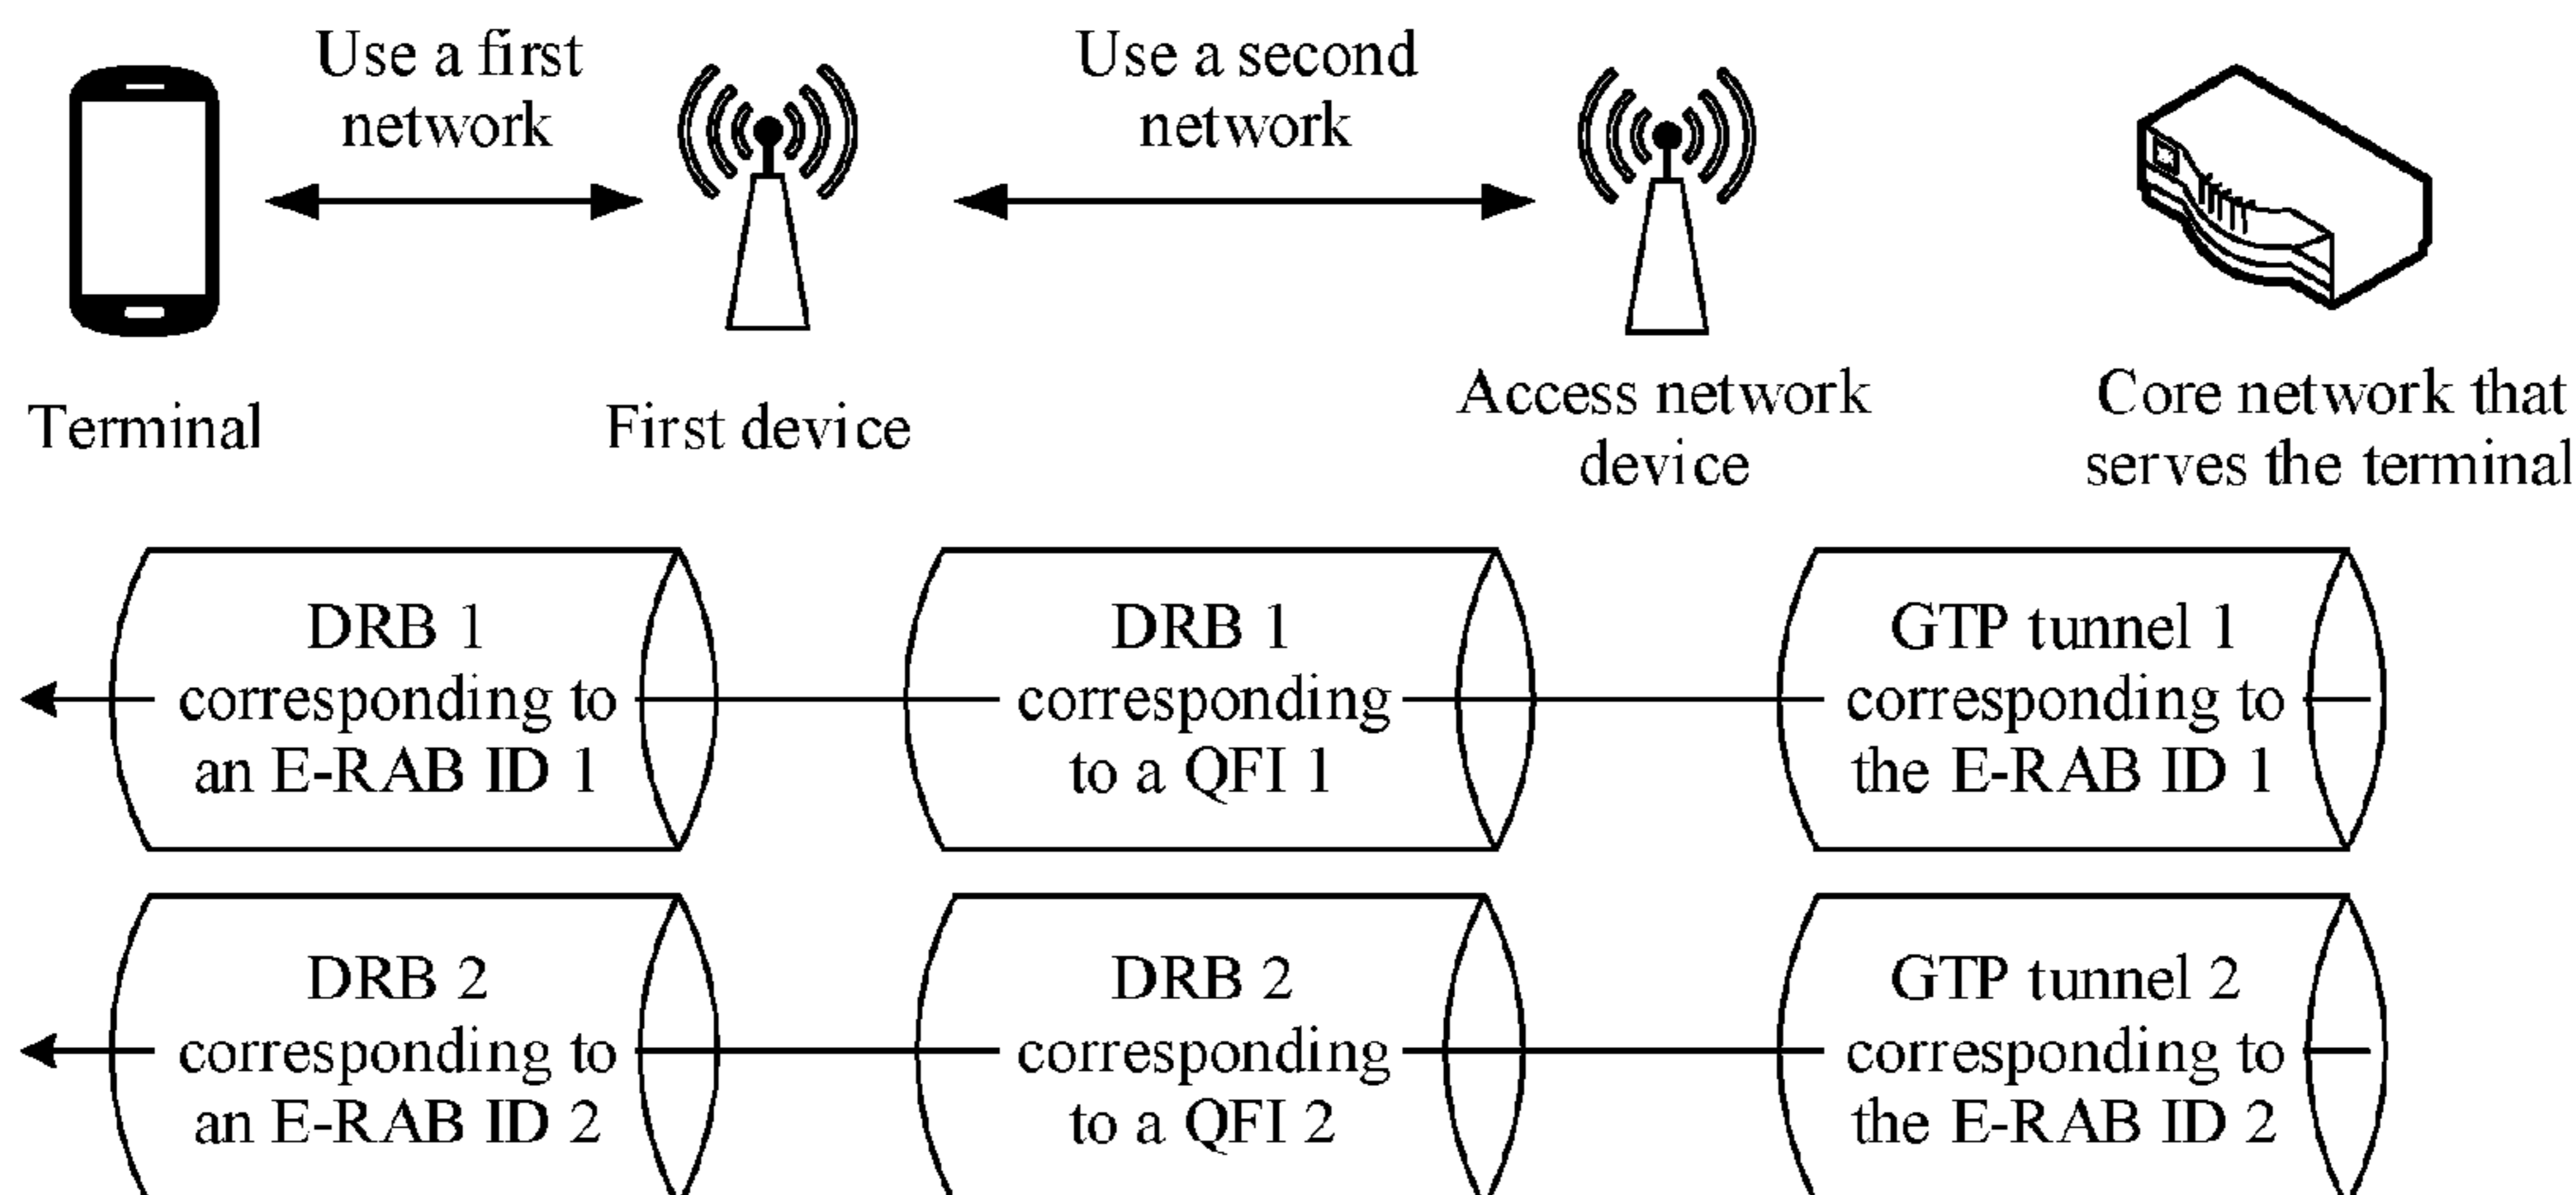 Use a first
network
Use a second
network
Terminal
First device
Access network
device
Core network that
serves the terminal
DRB 1
corresponding to
an E-RAB ID 1
DRB 1
corresponding
to a QFI 1
GTP tunnel 1
corresponding to
the E-RAB ID 1
DRB 2
corresponding to
an E-RAB ID 2
DRB 2
corresponding
to a QFI 2
GTP tunnel 2
corresponding to
the E-RAB ID 2